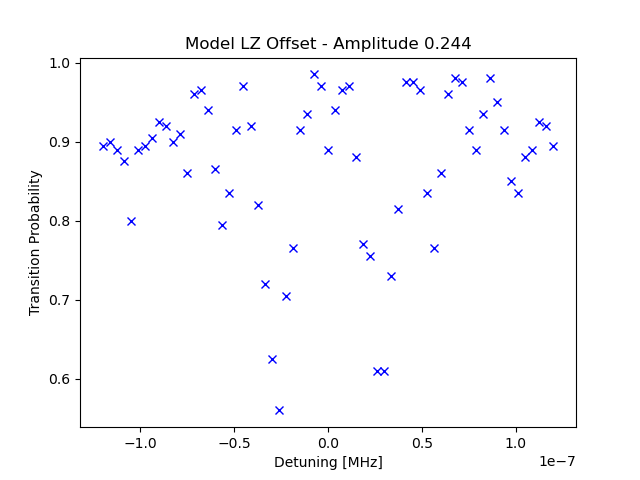 Model LZ Offset - Amplitude 0.244
1.0
0.9
0.8
0.7
0.6
Transition Probability
−1.0 −0.5 0.0 0.5 1.0
1e−7
Detuning [MHz]